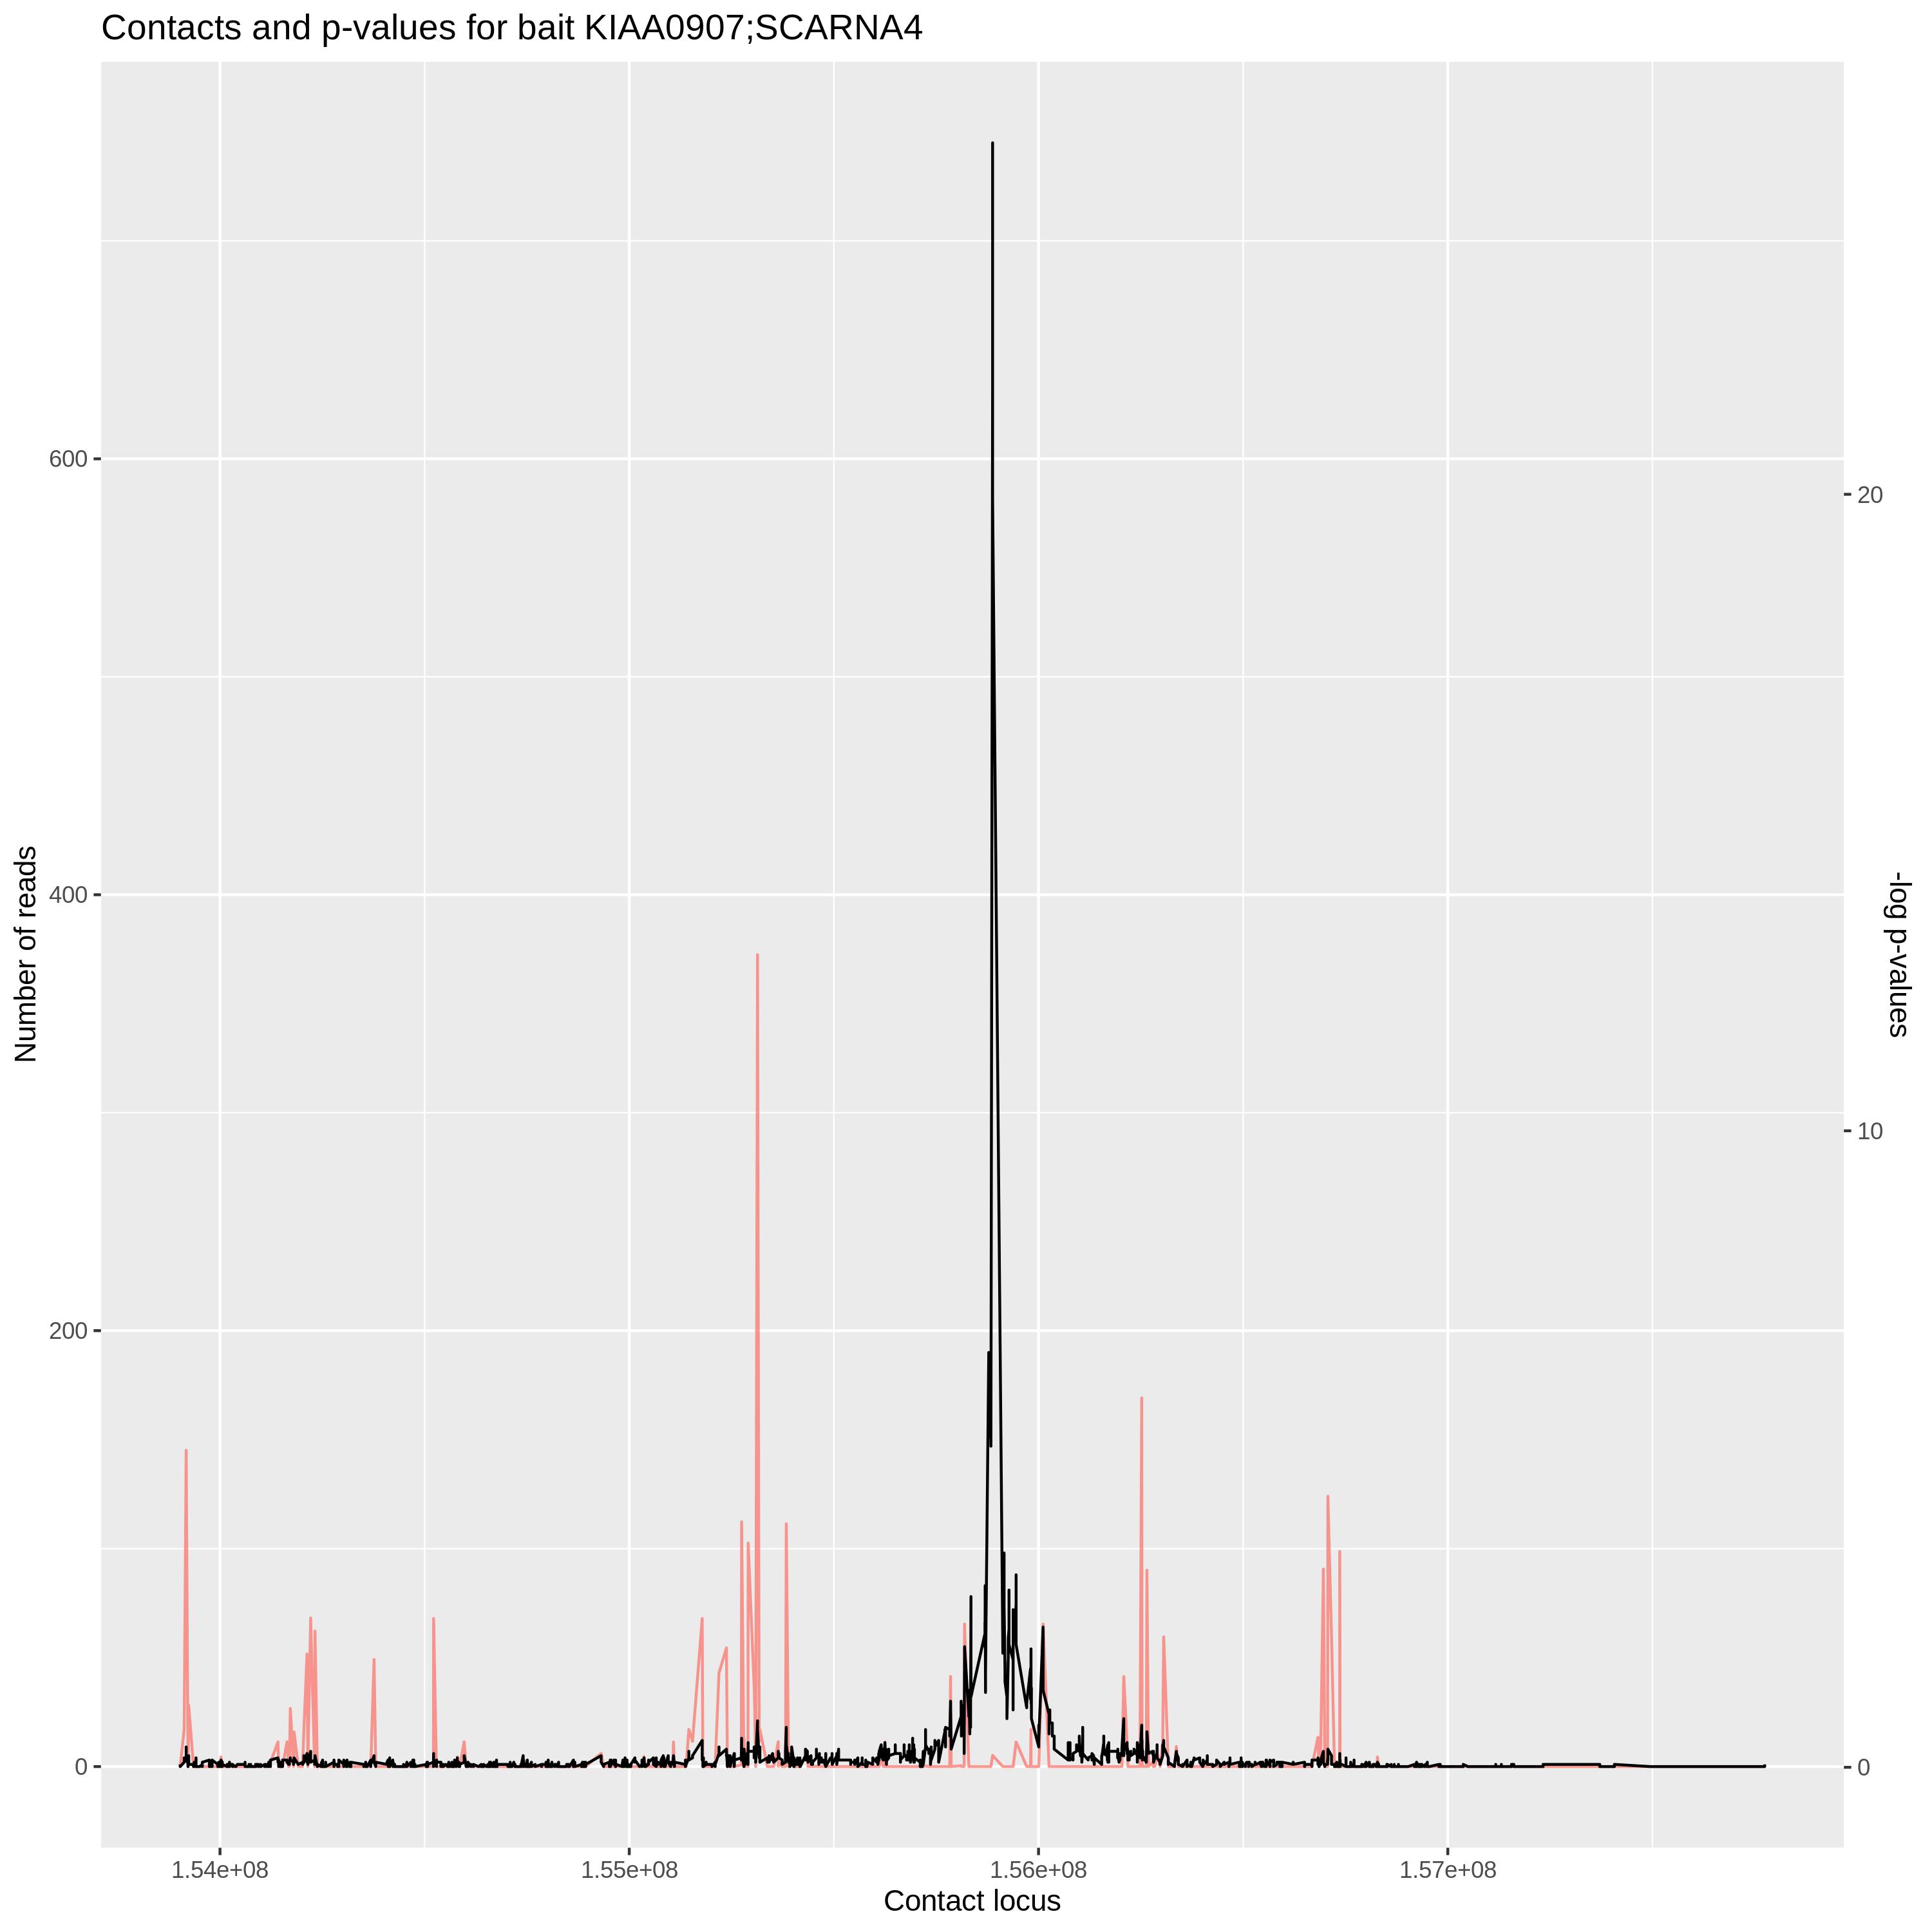 Contacts and p-values for bait KIAA0907;SCARNA4
600
400
200
0
Number of reads
20
10
0
-log p-values
1.54e+08 1.55e+08 1.56e+08 1.57e+08
Contact locus